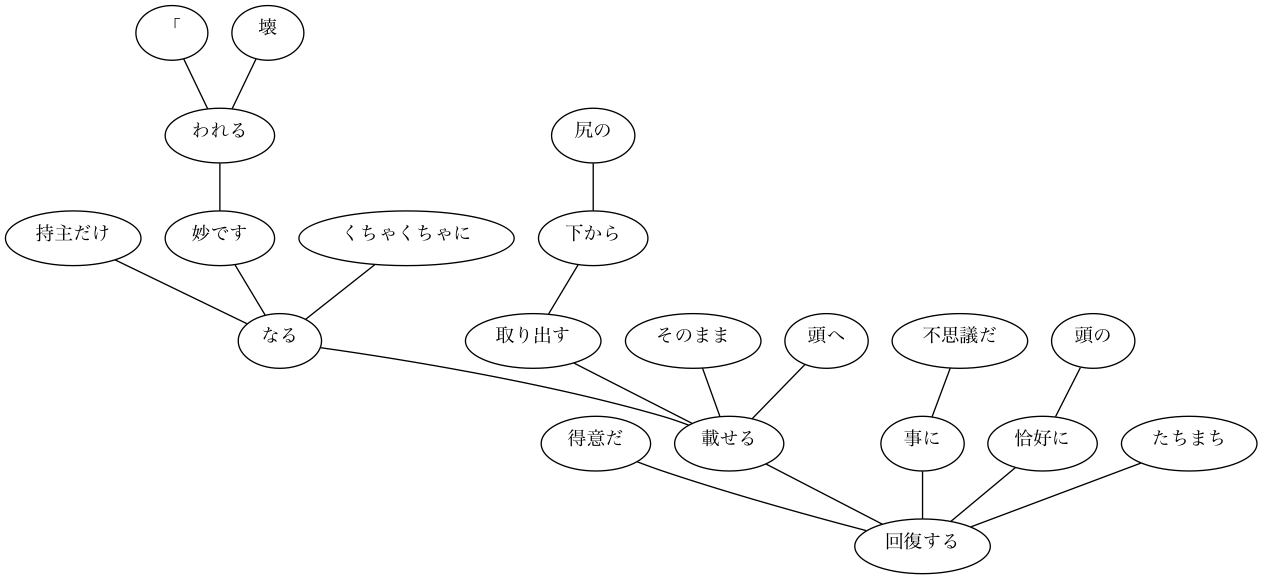 「
壊
われる
尻の
持主だけ
妙です
くちゃくちゃに
下から
なる
取り出す
そのまま
頭へ
不思議だ
頭の
得意だ
載せる
事に
恰好に
たちまち
回復する